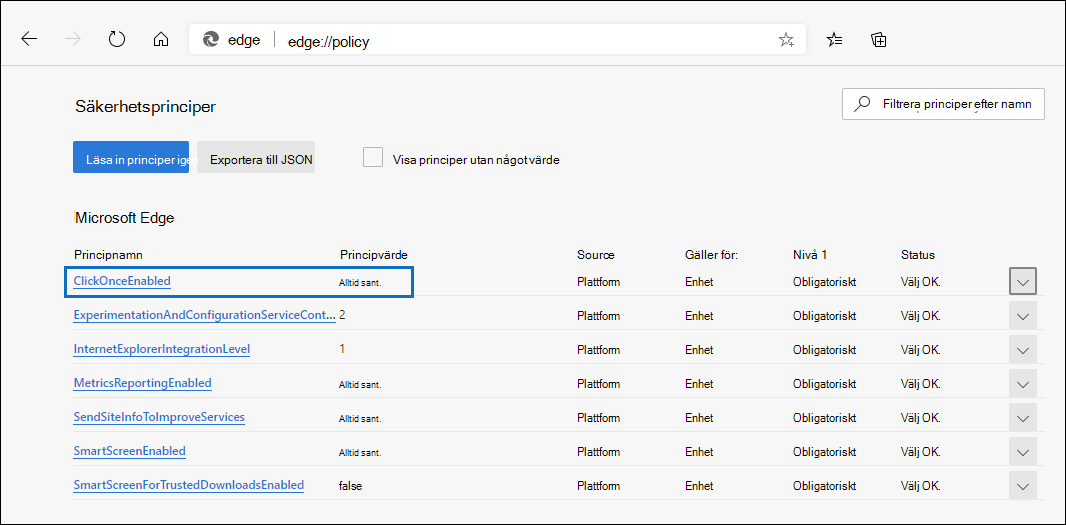 edge edge://policy
Säkerhetsprinciper
Filtrera principer efter namn
Läsa in principer igen
Exportera till JSON
Visa principer utan något värde
Microsoft Edge
Principnamn Principvärde Source Gäller för: Nivå 1 Status
ClickOnceEnabled Alltid sant. Plattform Enhet Obligatoriskt Välj OK.
ExperimentationAndConfigurationServiceCont... 2 Plattform Enhet Obligatoriskt Välj OK.
InternetExplorerIntegrationLevel 1 Plattform Enhet Obligatoriskt Välj OK.
MetricsReportingEnabled Alltid sant. Plattform Enhet Obligatoriskt Välj OK.
SendSiteInfoToImproveServices Alltid sant. Plattform Enhet Obligatoriskt Välj OK.
SmartScreenEnabled Alltid sant. Plattform Enhet Obligatoriskt Välj OK.
SmartScreenForTrustedDownloadsEnabled false Plattform Enhet Obligatoriskt Välj OK.